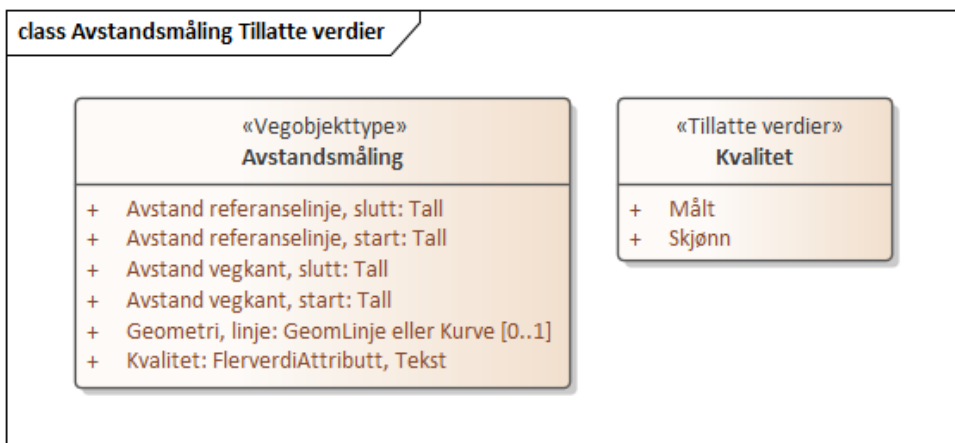 class Avstandsmåling Tillatte verdier
«Vegobjekttype»
Avstandsmåling
+ Avstand referanselinje, slutt: Tall
+ Avstand referanselinje, start: Tall
+ Avstand vegkant, slutt: Tall
+ Avstand vegkant, start: Tall
+ Geometri, linje: GeomLinje eller Kurve [0..1]
+ Kvalitet: FlerverdiAttributt, Tekst
«Tillatte verdier»
Kvalitet
+ Målt
+ Skjønn